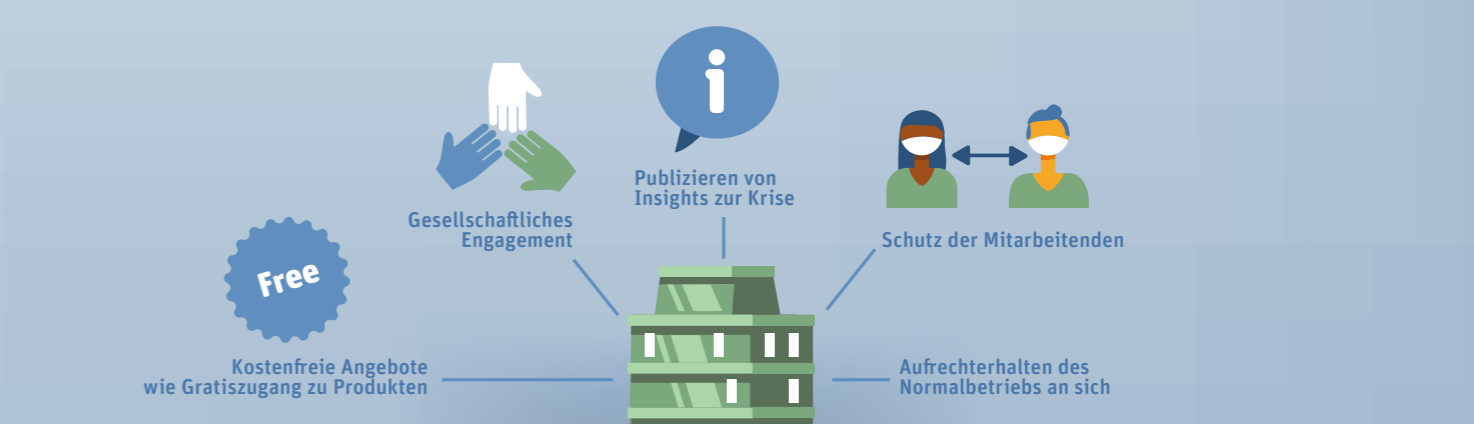 i
Publizieren von
Insights zur Krise
Gesellschaftliches
Engagement
Schutz der Mitarbeitenden
Free
Kostenfreie Angebote
wie Gratiszugang zu Produkten
Aufrechterhalten des
Normalbetriebs an sich